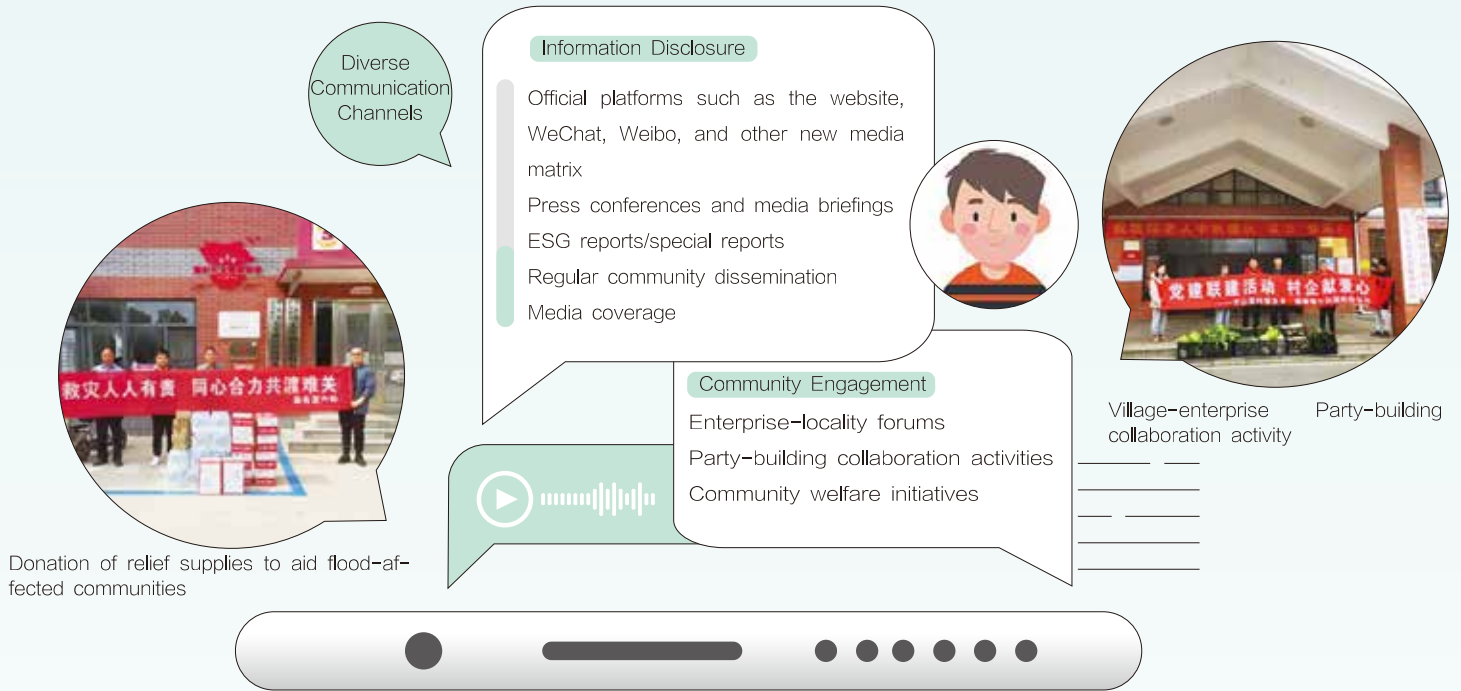 Diverse
Communication
Channels
Information Disclosure
Official platforms such as the website,
WeChat, Weibo, and other new media
matrix
Press conferences and media briefings
ESG reports/special reports
Regular community dissemination
Media coverage
Community Engagement
Enterprise-locality forums
Party-building collaboration activities
Community welfare initiatives
救灾人人有责 同心合力共渡难关
Donation of relief supplies to aid flood-af-
fected communities
党建联建活动 村企献爱心
Village-enterprise Party-building
collaboration activity